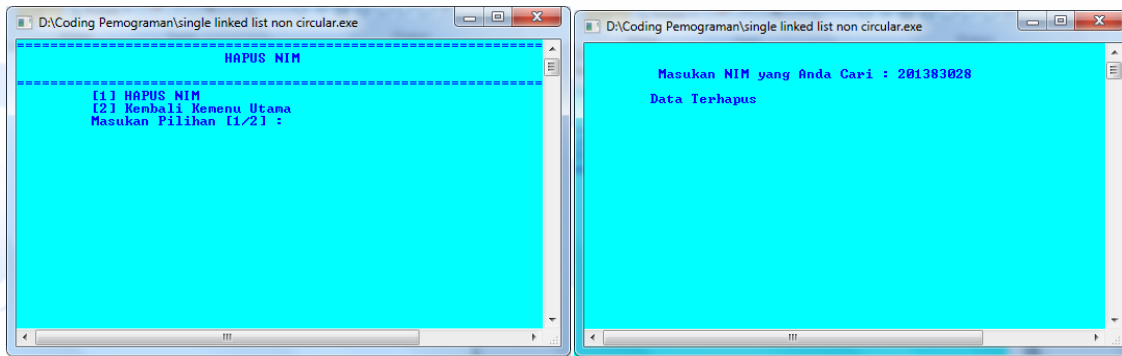 D:\Coding Pemograman\single linked list non circular.exe
================================================================
HAPUS NIM
================================================================
[1] HAPUS NIM
[2] Kembali Kemenu Utama
Masukan Pilihan [1/2] :
D:\Coding Pemograman\single linked list non circular.exe
Masukan NIM yang Anda Cari : 201383028
Data Terhapus